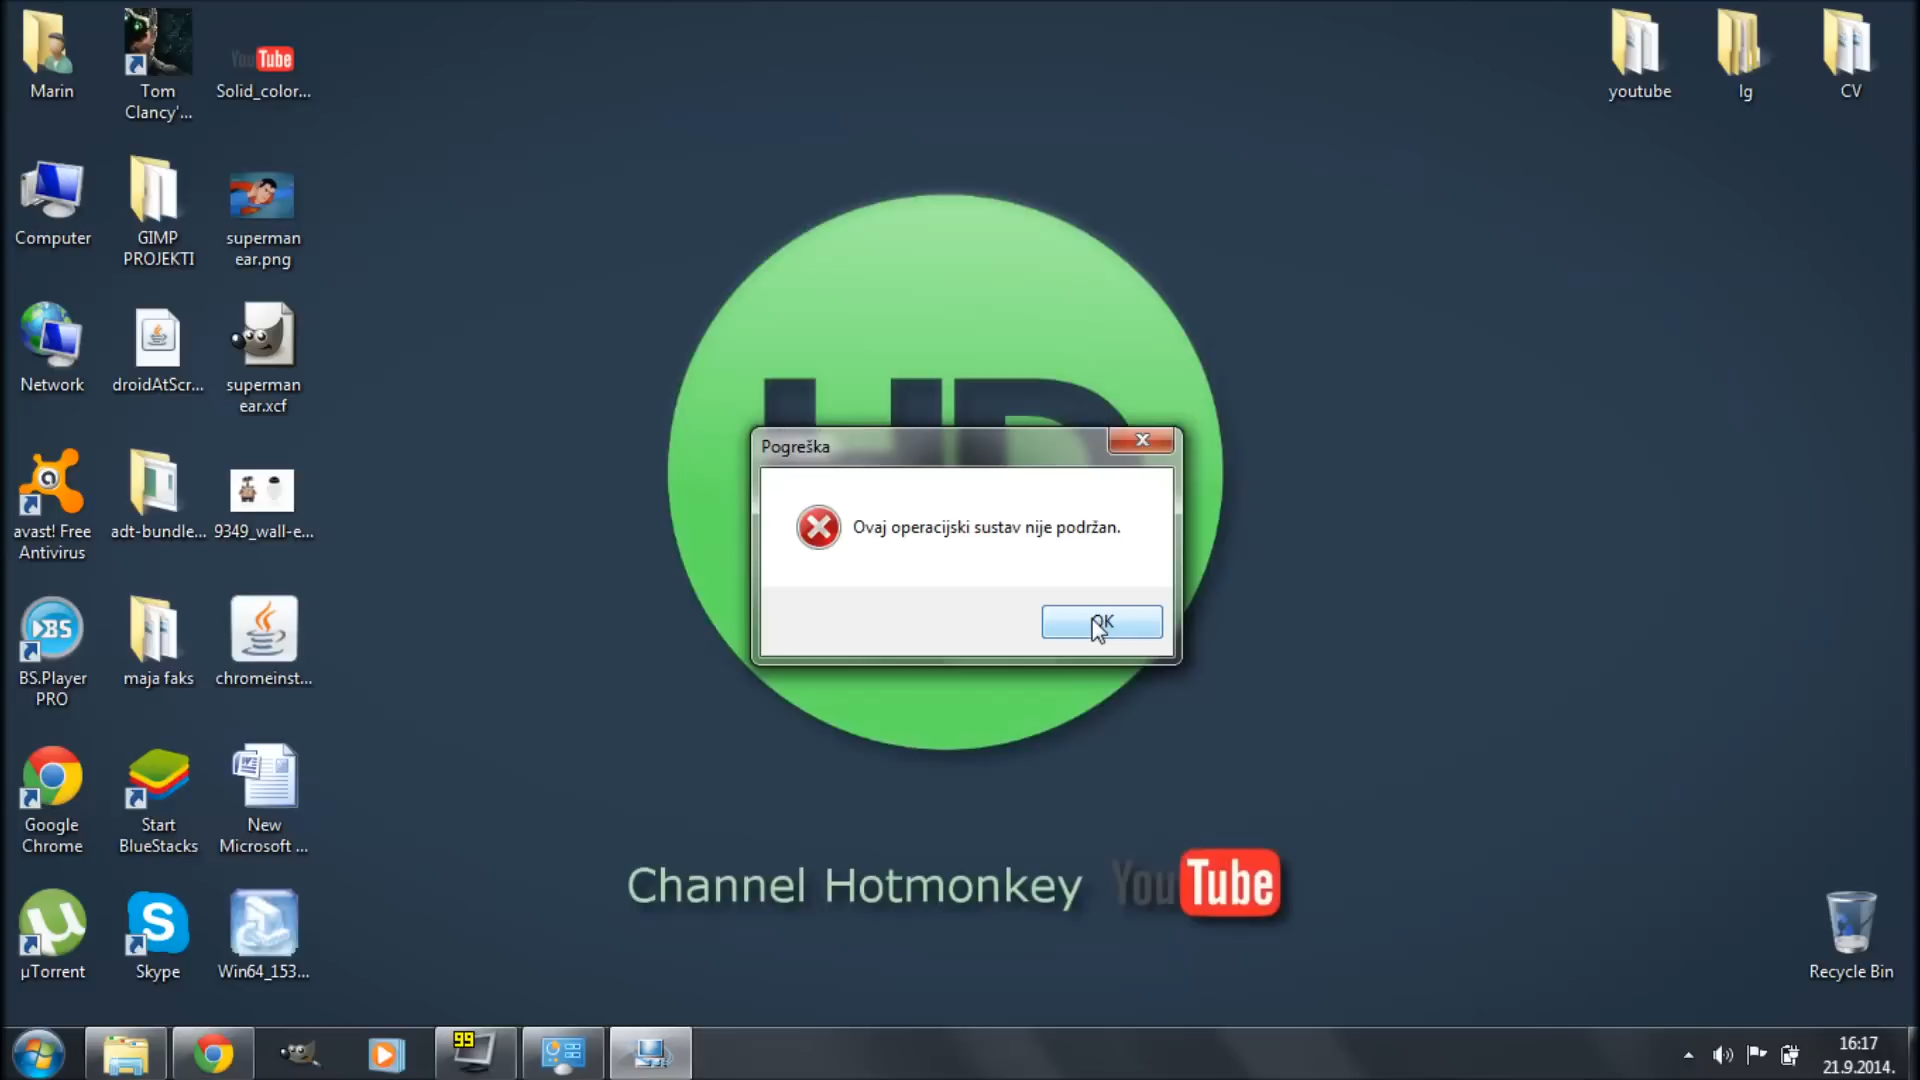 Marin
Tom
Clancy'...
YouTube
Solid_color...
youtube
lg
CV
Computer
GIMP
PROJEKTI
superman
ear.png
Network
droidAtScr...
superman
ear.xcf
HD
Pogreška
Ovaj operacijski sustav nije podržan.
OK
avast! Free
Antivirus
adt-bundle...
9349_wall-e...
BS
BS.Player
PRO
maja faks
chromeinst...
Google
Chrome
Start
BlueStacks
New
Microsoft ...
Channel Hotmonkey YouTube
µTorrent
Skype
Win64_153...
Recycle Bin
99
16:17
21.9.2014.